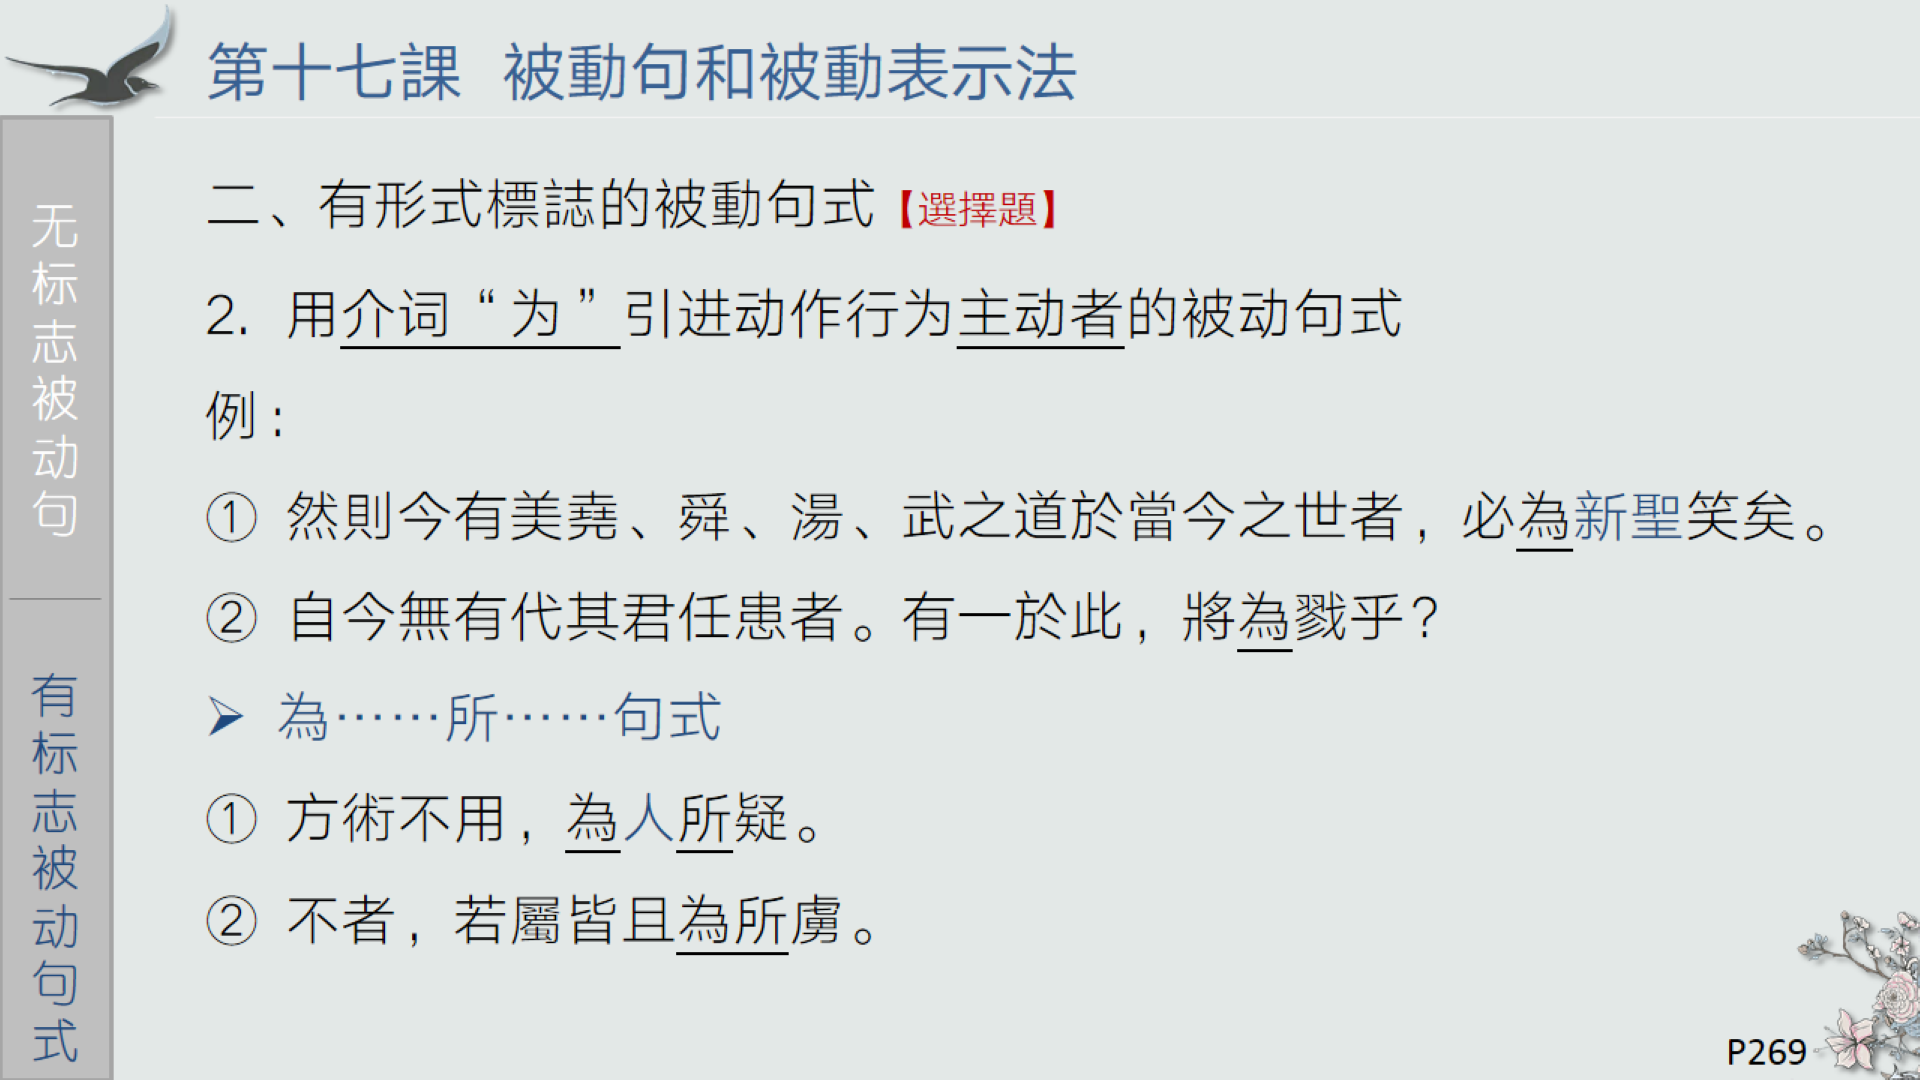 第十七課 被動句和被動表示法
无标志被动句
有标志被动句式
二、有形式標誌的被動句式【選擇題】
2. 用介词“为”引进动作行为主动者的被动句式
例：
① 然則今有美堯、舜、湯、武之道於當今之世者，必為新聖笑矣。
② 自今無有代其君任患者。有一於此，將為戮乎？
➢ 為……所……句式
① 方術不用，為人所疑。
② 不者，若屬皆且為所虜。
P269